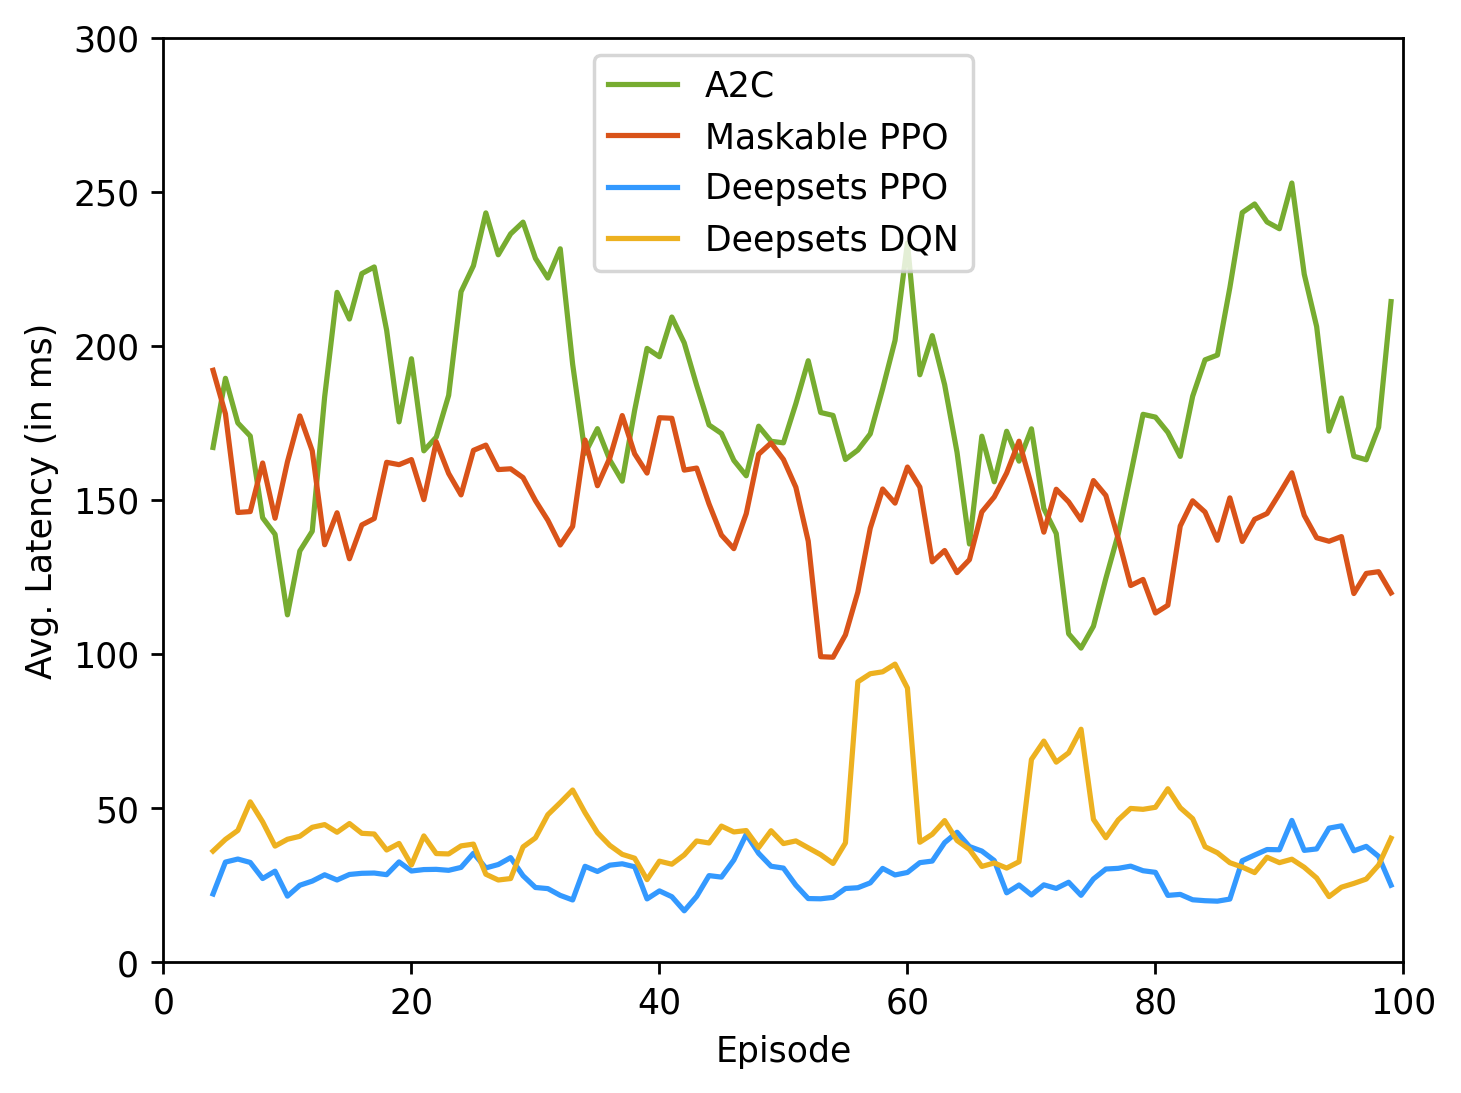 300
250
200
150
100
50
0
0 20 40 60 80 100
Avg. Latency (in ms)
Episode
A2C
Maskable PPO
Deepsets PPO
Deepsets DQN